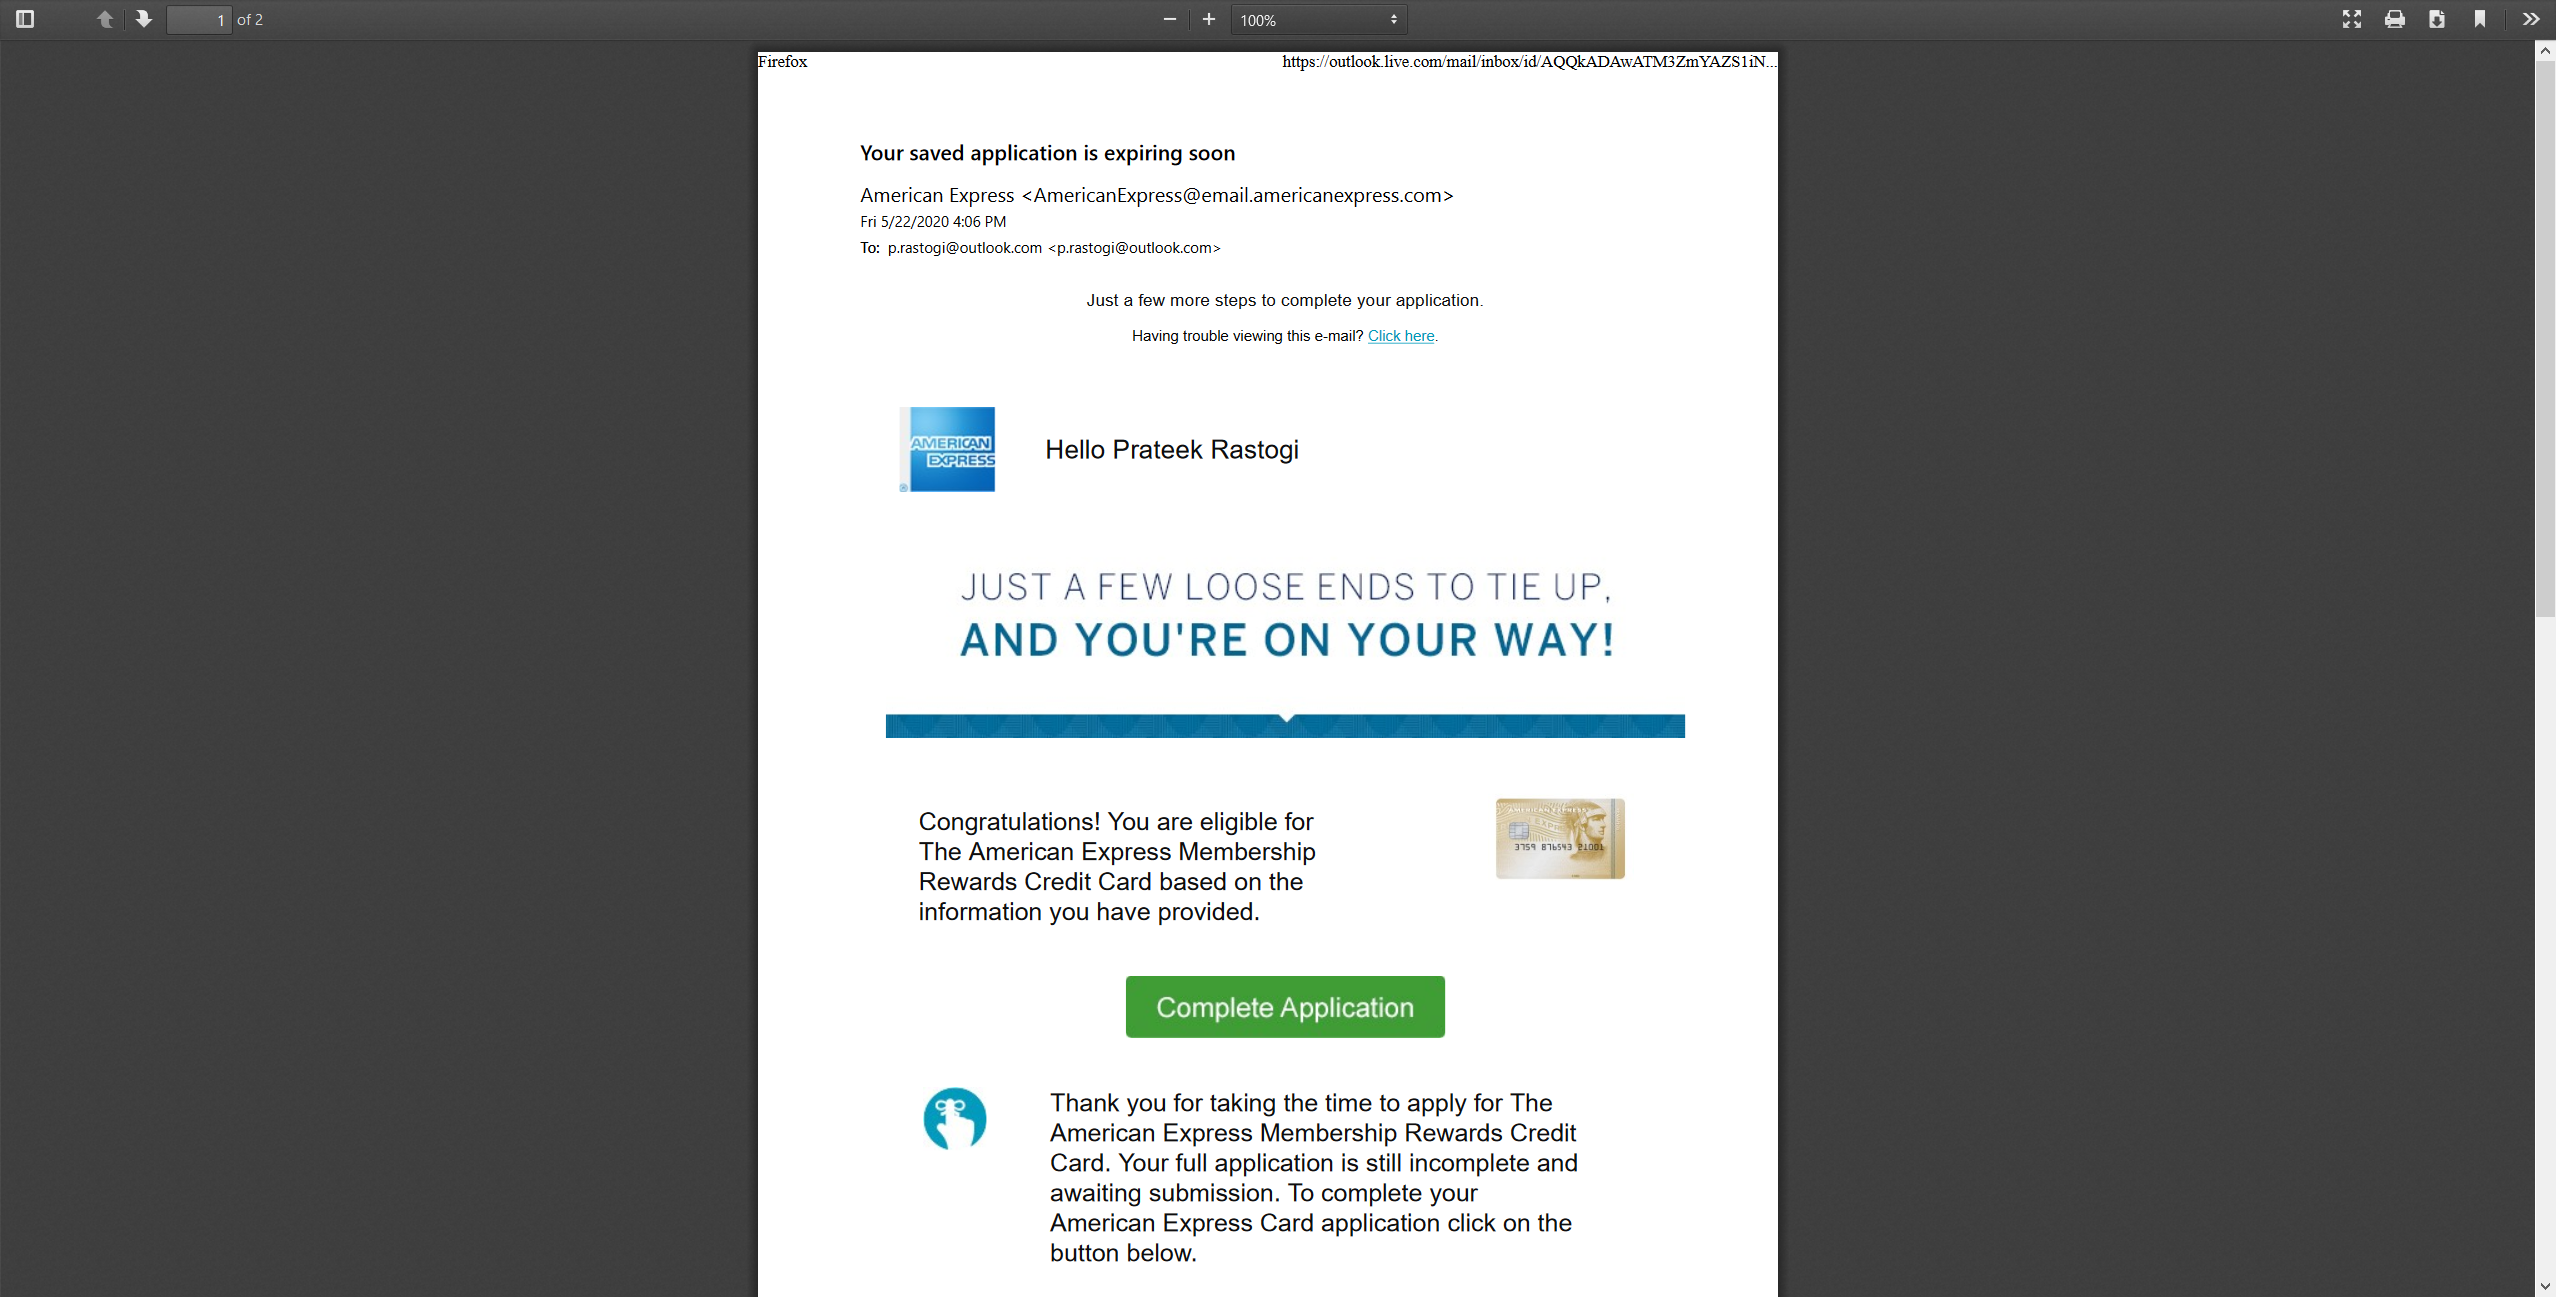 1 of 2
100%
Firefox
https://outlook.live.com/mail/inbox/id/AQQkADAwATM3ZmYAZS1iN...
Your saved application is expiring soon
American Express <AmericanExpress@email.americanexpress.com>
Fri 5/22/2020 4:06 PM
To: p.rastogi@outlook.com <p.rastogi@outlook.com>
Just a few more steps to complete your application.
Having trouble viewing this e-mail? Click here.
AMERICAN
EXPRESS
Hello Prateek Rastogi
JUST A FEW LOOSE ENDS TO TIE UP,
AND YOU'RE ON YOUR WAY!
Congratulations! You are eligible for
The American Express Membership
Rewards Credit Card based on the
information you have provided.
AMERICAN EXPRESS
3759 876543 21001
Complete Application
Thank you for taking the time to apply for The
American Express Membership Rewards Credit
Card. Your full application is still incomplete and
awaiting submission. To complete your
American Express Card application click on the
button below.